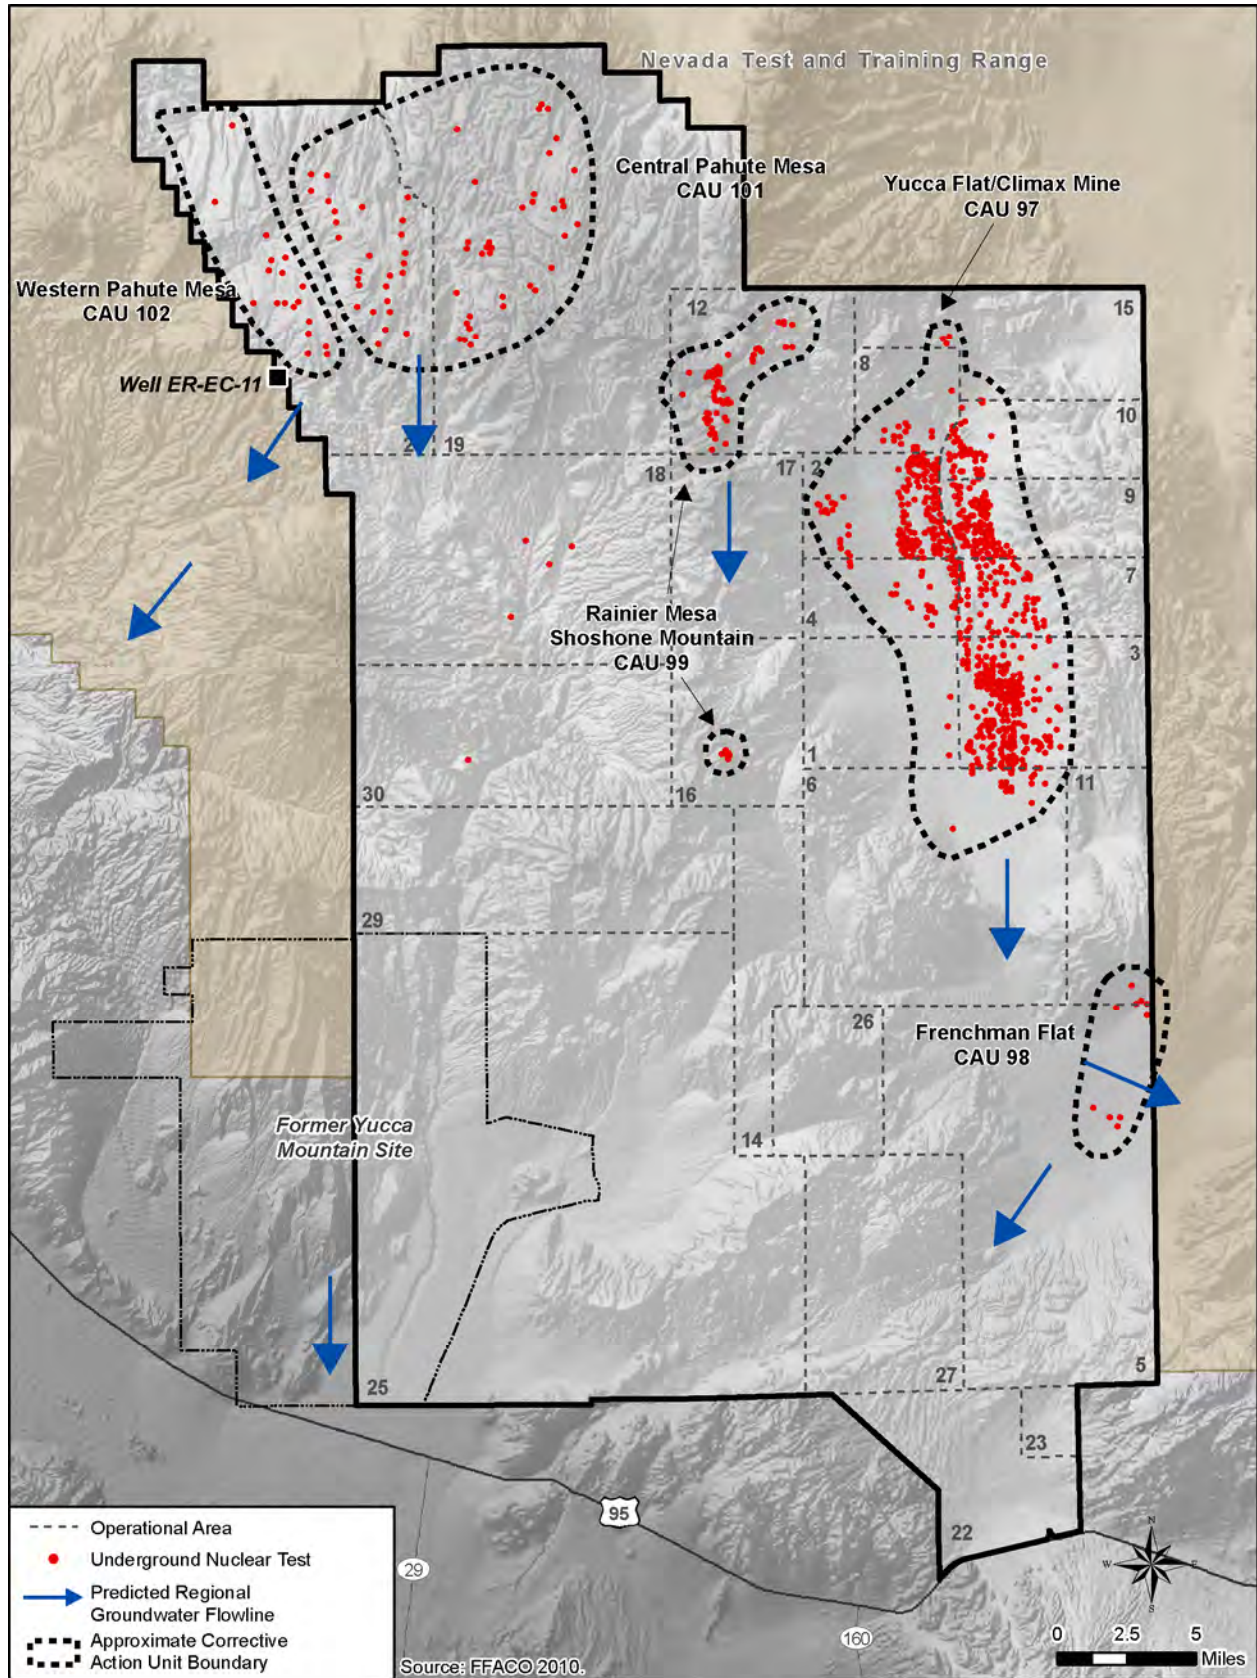 Nevada Test and Training Range
Central Pahute Mesa
CAU 101
Yucca Flat/Climax Mine
CAU 97
Western Pahute Mesa
CAU 102
12
15
8
Well ER-EC-11
10
19
18
17
2
9
7
Rainier Mesa
Shoshone Mountain
CAU 99
4
3
1
6
11
30
16
29
26
Frenchman Flat
CAU 98
Former Yucca
Mountain Site
14
25
27
5
23
22
95
29
160
Operational Area
Underground Nuclear Test
Predicted Regional
Groundwater Flowline
Approximate Corrective
Action Unit Boundary
Source: FFACO 2010.
N
W
E
S
0 2.5 5
Miles